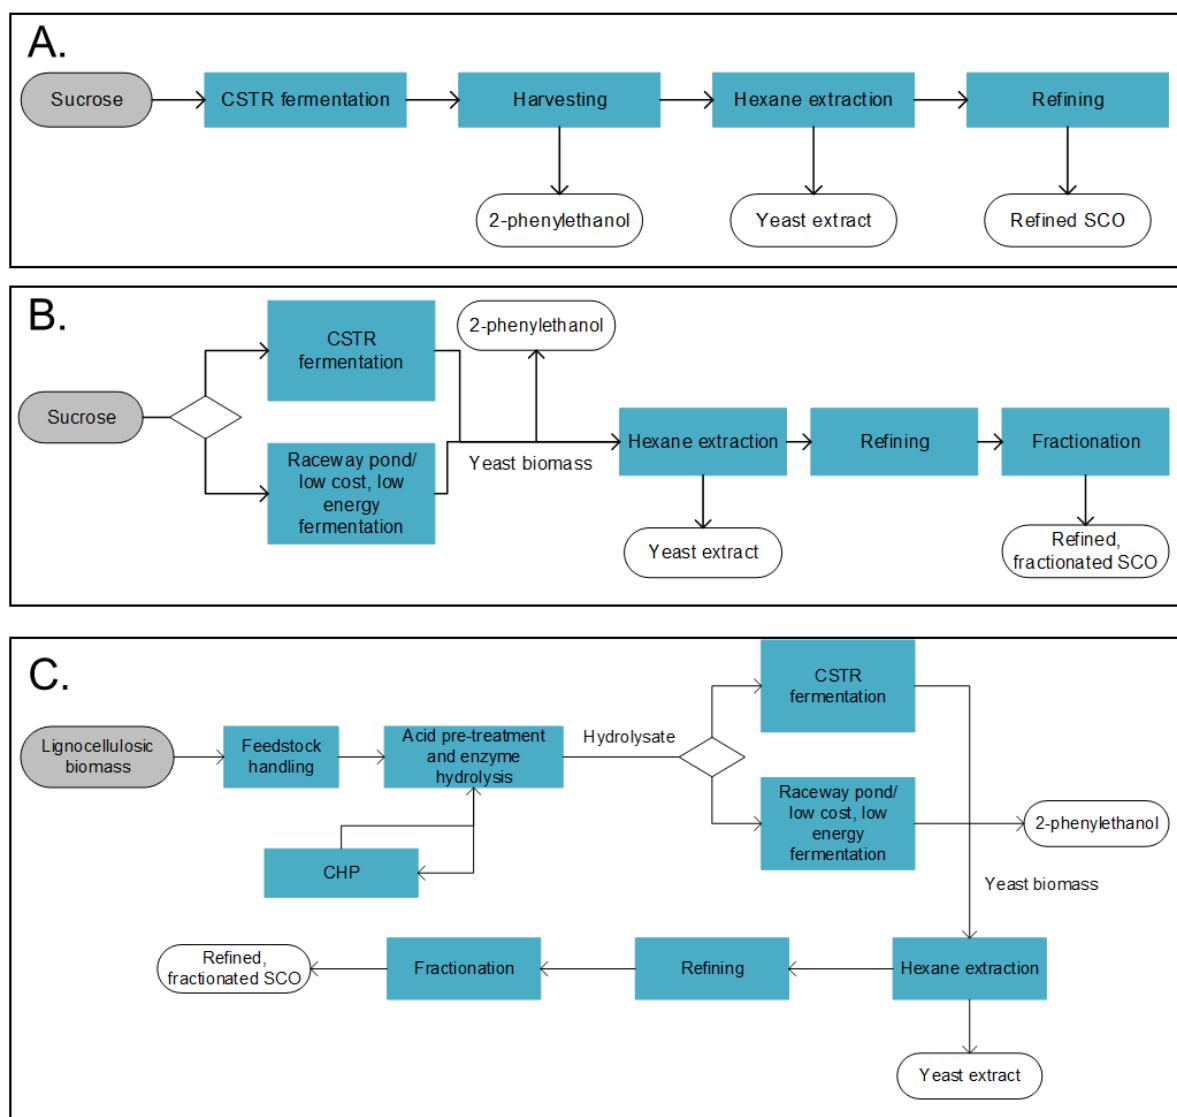 A.
Sucrose
CSTR fermentation
Harvesting
Hexane extraction
Refining
2-phenylethanol
Yeast extract
Refined SCO
B.
2-phenylethanol
CSTR
fermentation
Sucrose
Hexane extraction
Refining
Fractionation
Raceway pond/
low cost, low
energy
fermentation
Yeast biomass
Yeast extract
Refined,
fractionated SCO
C.
CSTR
fermentation
Lignocellulosic
biomass
Feedstock
handling
Acid pre-treatment
and enzyme
hydrolysis
Hydrolysate
Raceway pond/
low cost, low
energy
fermentation
2-phenylethanol
CHP
Yeast biomass
Refined,
fractionated SCO
Fractionation
Refining
Hexane extraction
Yeast extract